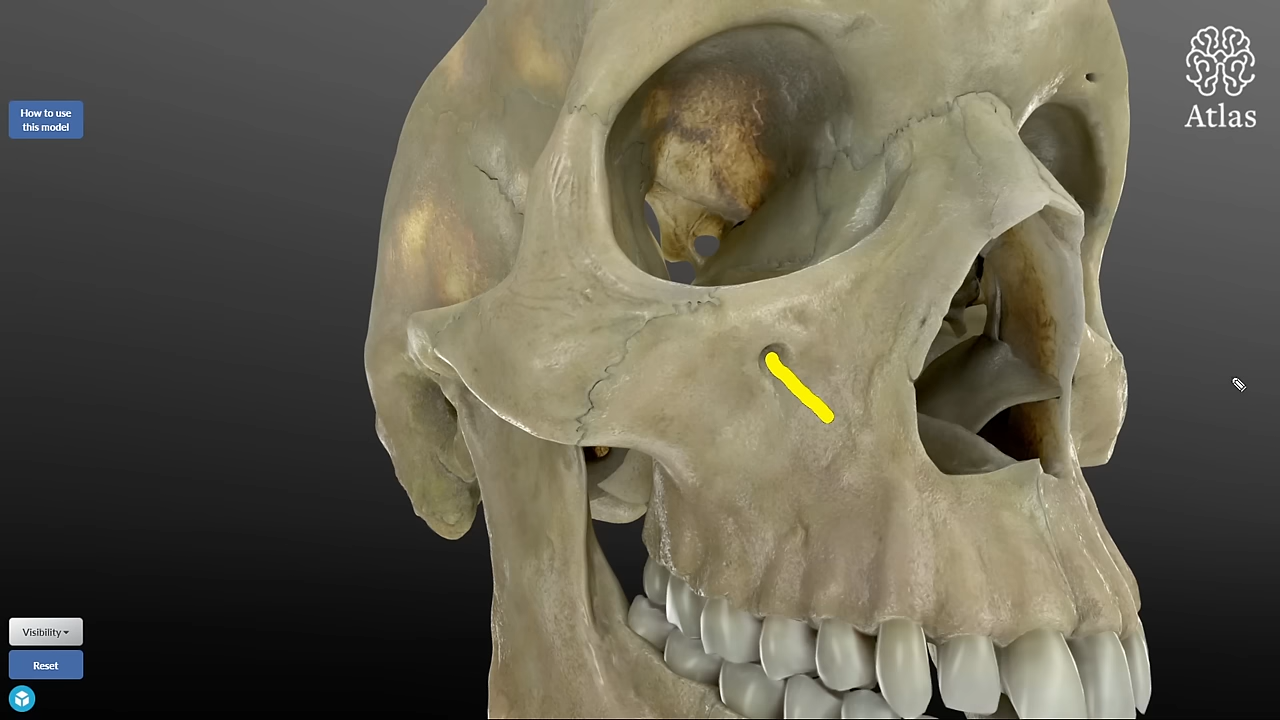 How to use
this model
Atlas
Visibility
Reset